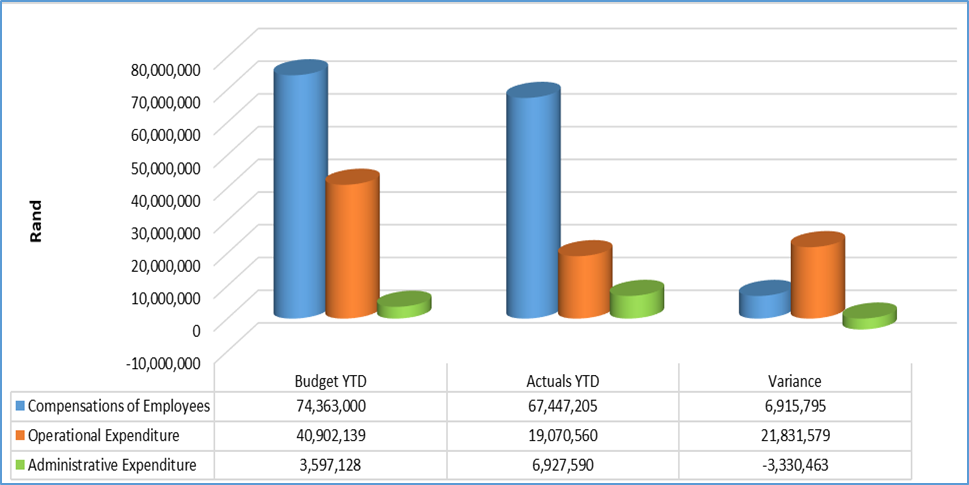 80,000,000
70,000,000
60,000,000
50,000,000
40,000,000
30,000,000
20,000,000
10,000,000
0
-10,000,000
Rand
Budget YTD Actuals YTD Variance
Compensations of Employees 74,363,000 67,447,205 6,915,795
Operational Expenditure 40,902,139 19,070,560 21,831,579
Administrative Expenditure 3,597,128 6,927,590 -3,330,463